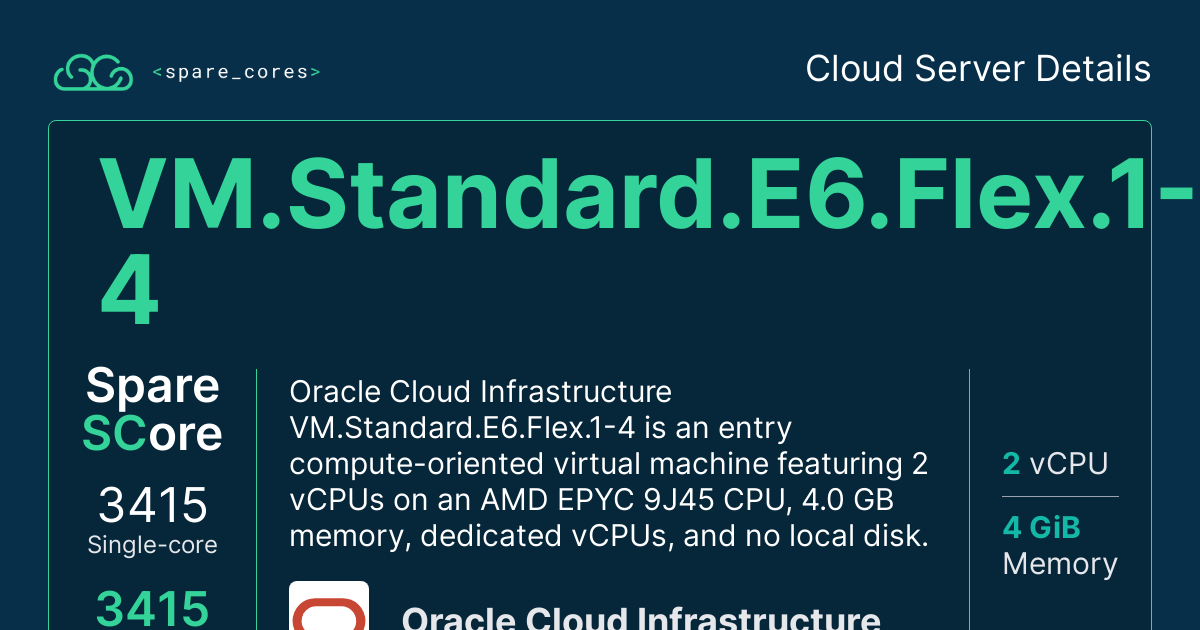 <spare_cores>
Cloud Server Details
VM.Standard.E6.Flex.1-
4
Spare
SCore
3415
Single-core
3415
Oracle Cloud Infrastructure
VM.Standard.E6.Flex.1-4 is an entry
compute-oriented virtual machine featuring 2
vCPUs on an AMD EPYC 9J45 CPU, 4.0 GB
memory, dedicated vCPUs, and no local disk.
Oracle Cloud Infrastructure
2 vCPU
4 GiB
Memory